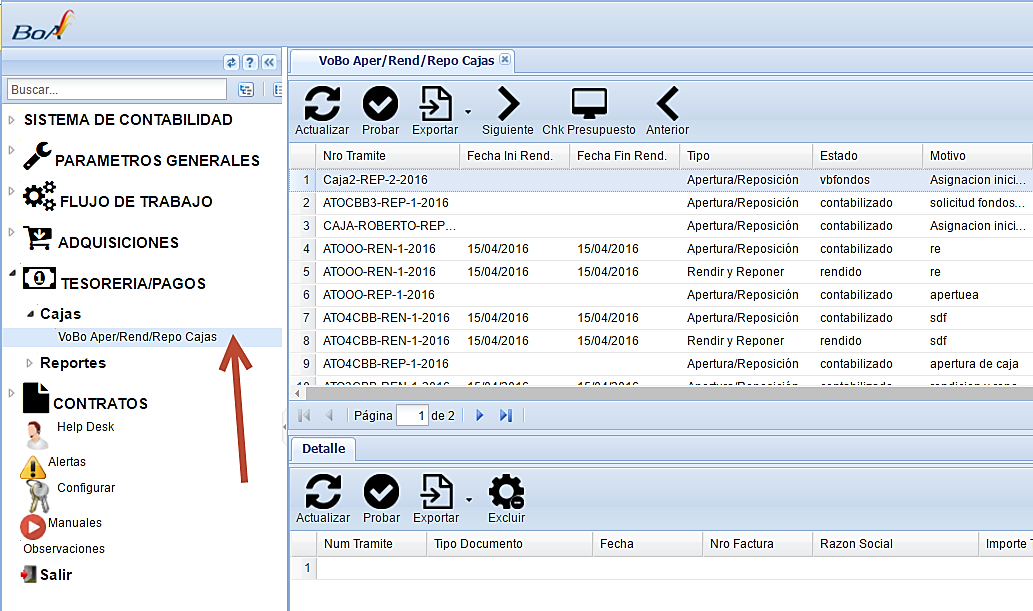 BoA
VoBo Aper/Rend/Repo Cajas
Buscar...
SISTEMA DE CONTABILIDAD
PARAMETROS GENERALES
FLUJO DE TRABAJO
ADQUISICIONES
TESORERIA/PAGOS
Cajas
VoBo Aper/Rend/Repo Cajas
Reportes
CONTRATOS
Help Desk
Alertas
Configurar
Manuales
Observaciones
Salir
Actualizar Probar Exportar Siguiente Chk Presupuesto Anterior
Nro Tramite Fecha Ini Rend. Fecha Fin Rend. Tipo Estado Motivo
1 Caja2-REP-2-2016 Apertura/Reposición vbfondos Asignacion inici...
2 ATOCBB3-REP-1-2016 Apertura/Reposición contabilizado solicitud fondos...
3 CAJA-ROBERTO-REP... Apertura/Reposición contabilizado Asignacion inici...
4 ATOOO-REN-1-2016 15/04/2016 15/04/2016 Apertura/Reposición contabilizado re
5 ATOOO-REN-1-2016 15/04/2016 15/04/2016 Rendir y Reponer rendido re
6 ATOOO-REP-1-2016 Apertura/Reposición contabilizado apertuea
7 ATO4CBB-REN-1-2016 15/04/2016 15/04/2016 Apertura/Reposición contabilizado sdf
8 ATO4CBB-REN-1-2016 15/04/2016 15/04/2016 Rendir y Reponer rendido sdf
9 ATO4CBB-REP-1-2016 Apertura/Reposición contabilizado apertura de caja
Página 1 de 2
Detalle
Actualizar Probar Exportar Excluir
Num Tramite Tipo Documento Fecha Nro Factura Razon Social Importe T
1